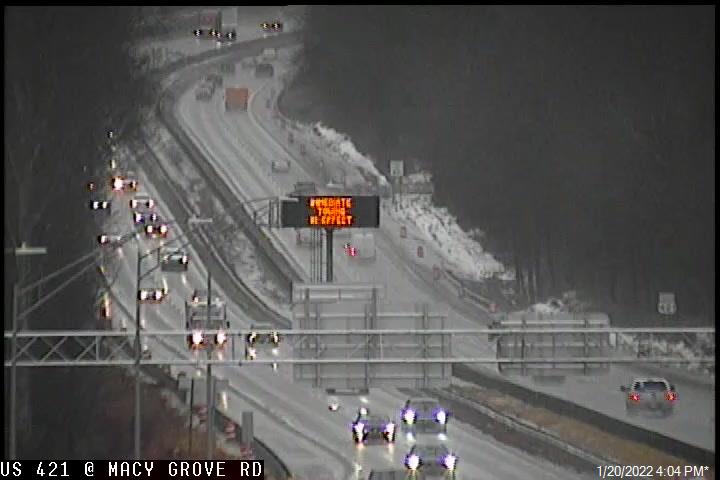 IMMEDIATE
TOWING
IN EFFECT
US 421 @ MACY GROVE RD
1/20/2022 4:04 PM*